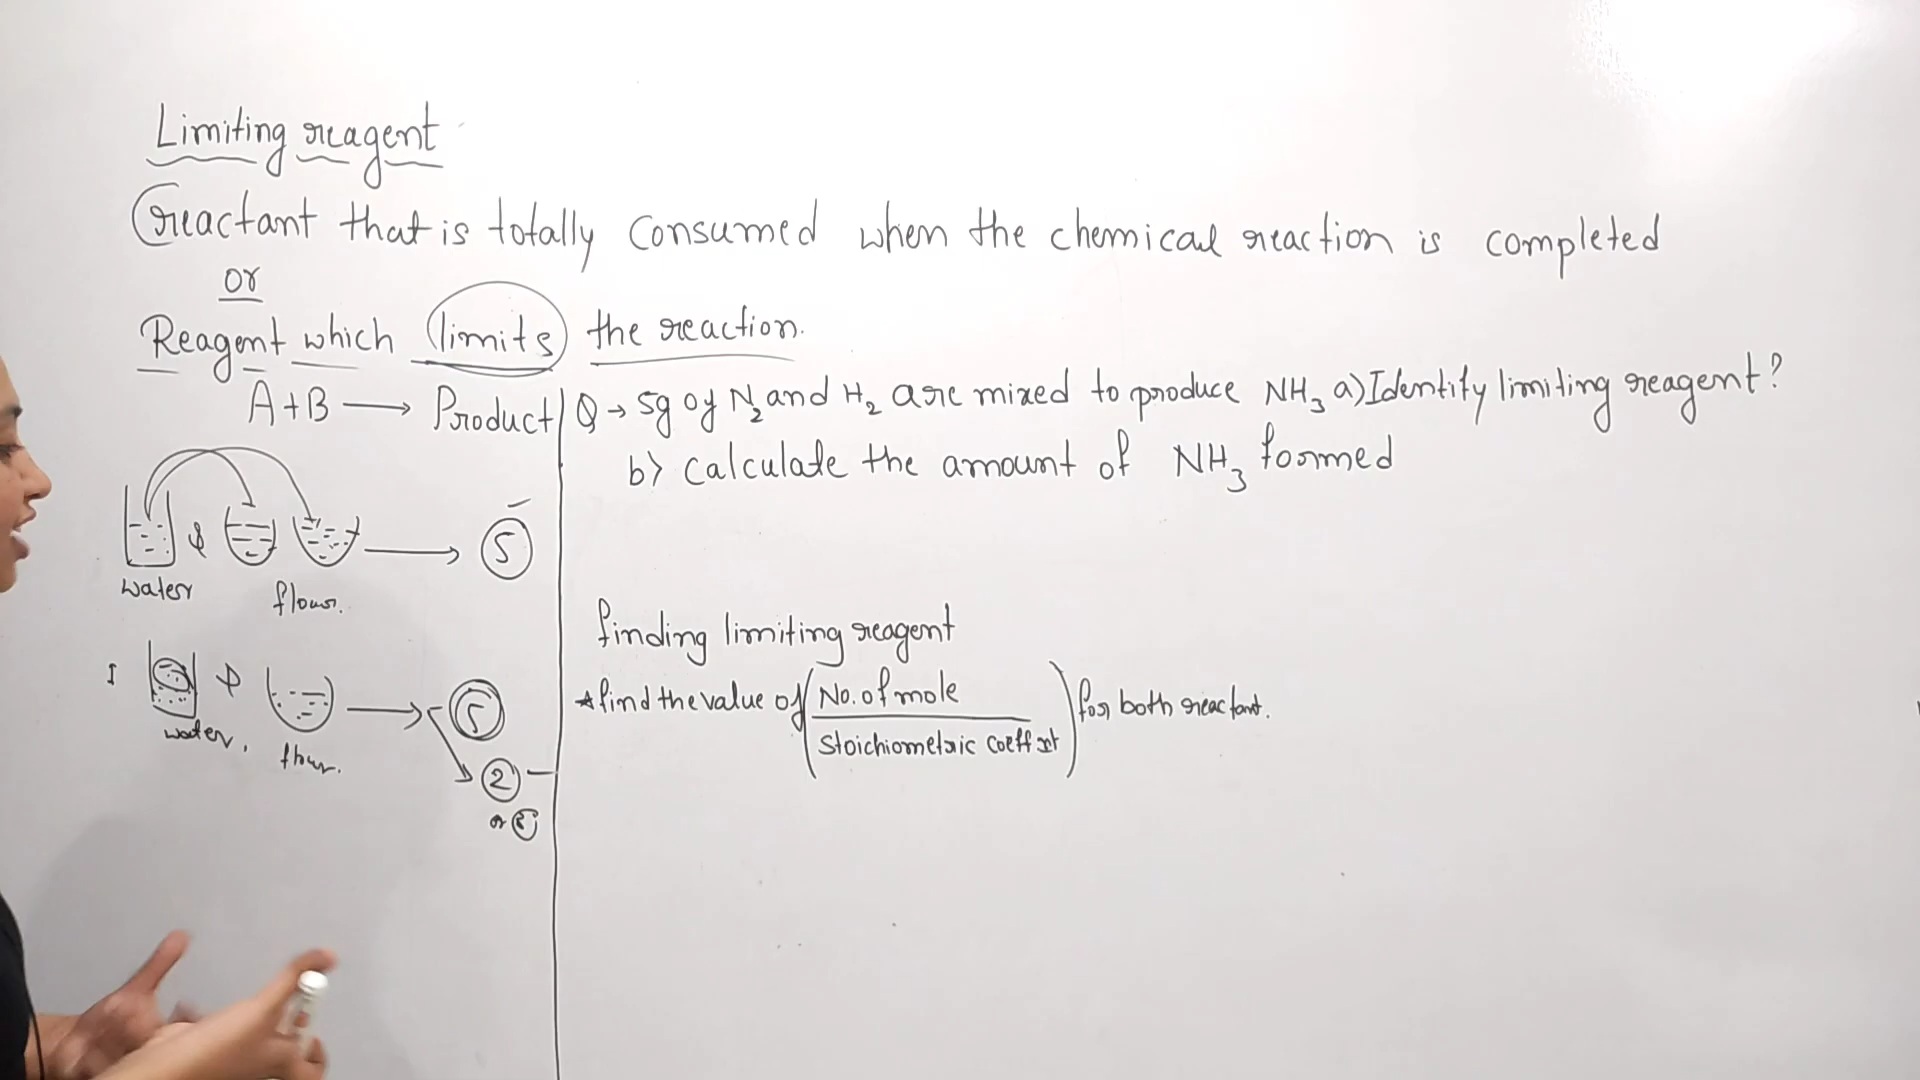 Limiting reagent
reactant that is totally consumed when the chemical reaction is completed
or
Reagent which limits the reaction.
A+B → Product
water & flour. → 5
I water, & flour. → 5
2
or
Q → 5g of N2 and H2 are mixed to produce NH3 a) Identify limiting reagent?
b) Calculate the amount of NH3 formed
finding limiting reagent
*find the value of (No. of mole / Stoichiometric coeff) for both reactant.